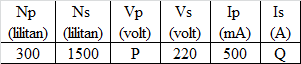 Np Ns Vp Vs Ip Is
(lilitan) (lilitan) (volt) (volt) (mA) (A)
300 1500 P 220 500 Q